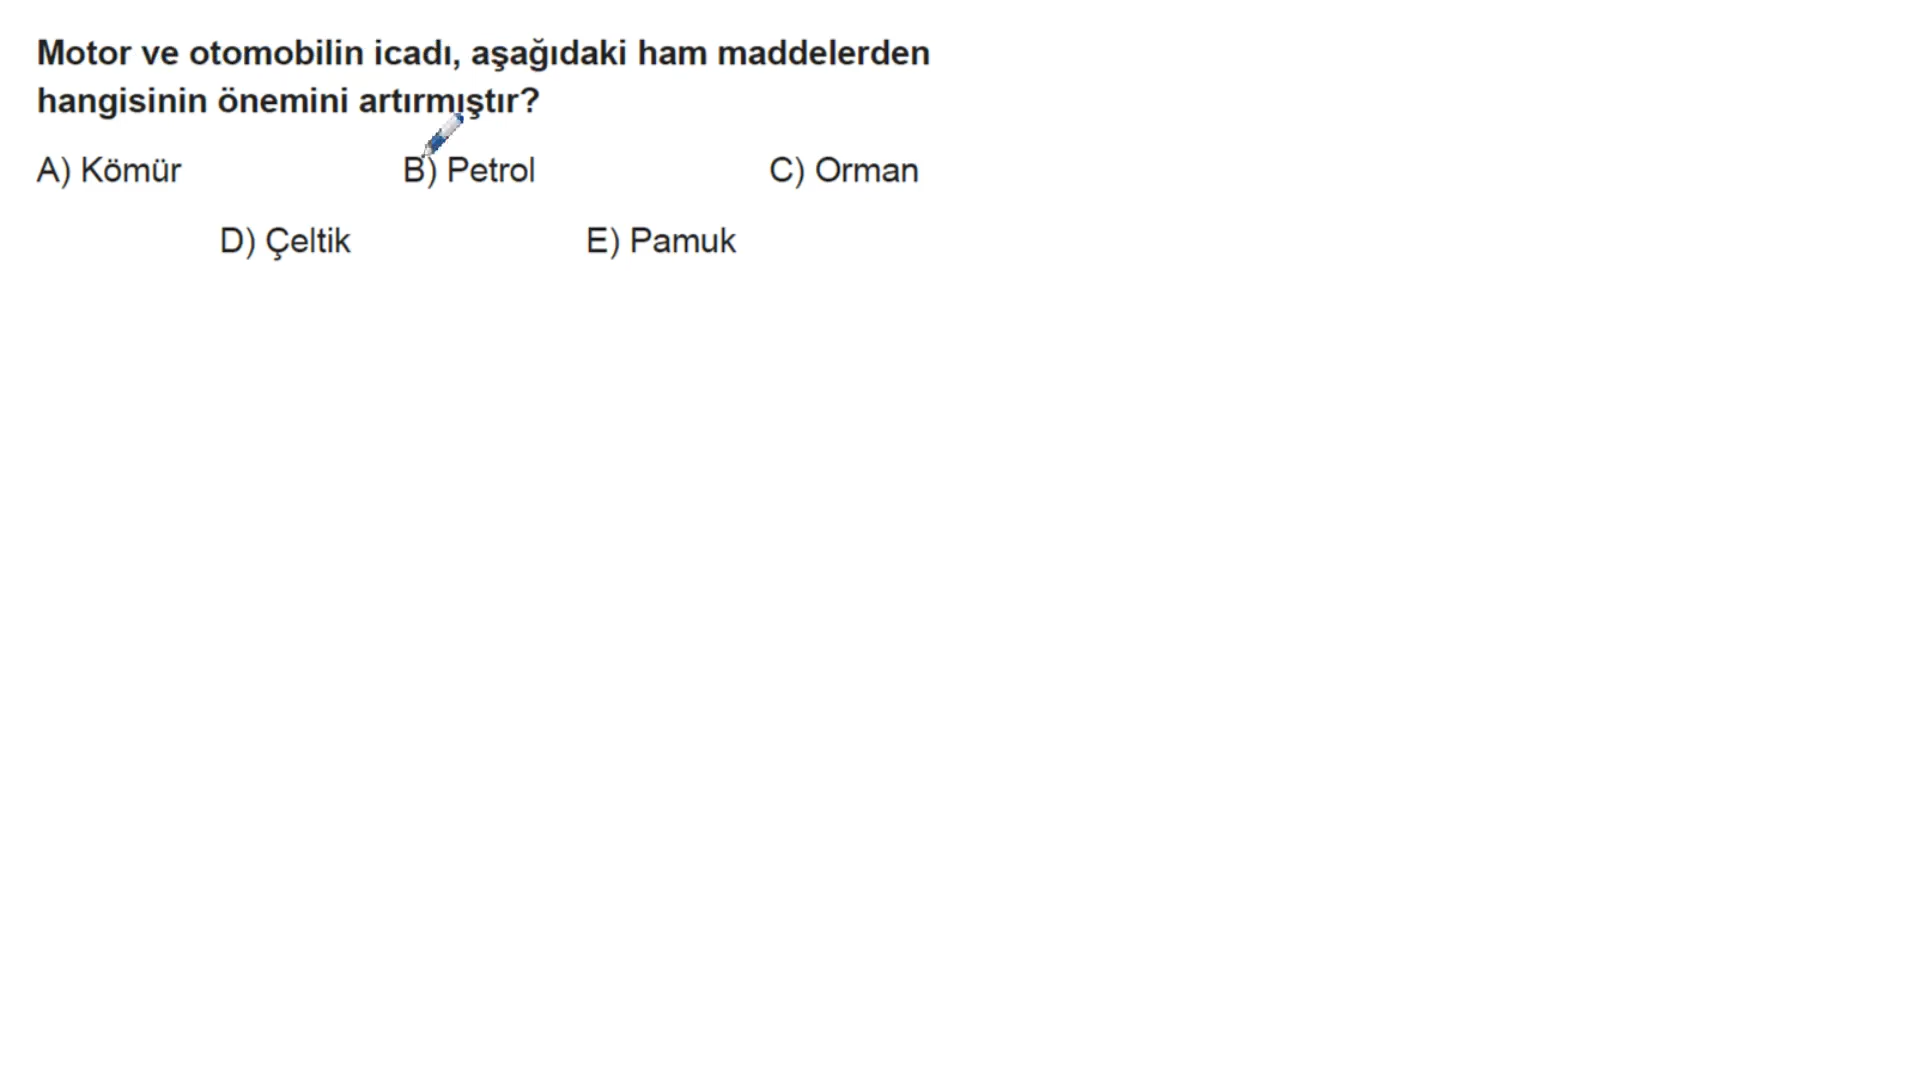 Motor ve otomobilin icadı, aşağıdaki ham maddelerden
hangisinin önemini artırmıştır?
A) Kömür B) Petrol C) Orman
D) Çeltik E) Pamuk